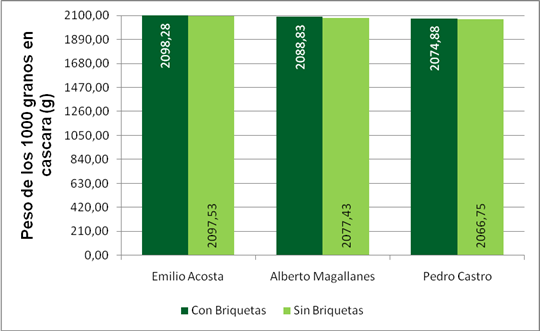 Peso de los 1000 granos en
cascara (g)
2100,00
1890,00
1680,00
1470,00
1260,00
1050,00
840,00
630,00
420,00
210,00
0,00
2098,28
2097,53
2088,83
2077,43
2074,88
2066,75
Emilio Acosta
Alberto Magallanes
Pedro Castro
Con Briquetas
Sin Briquetas